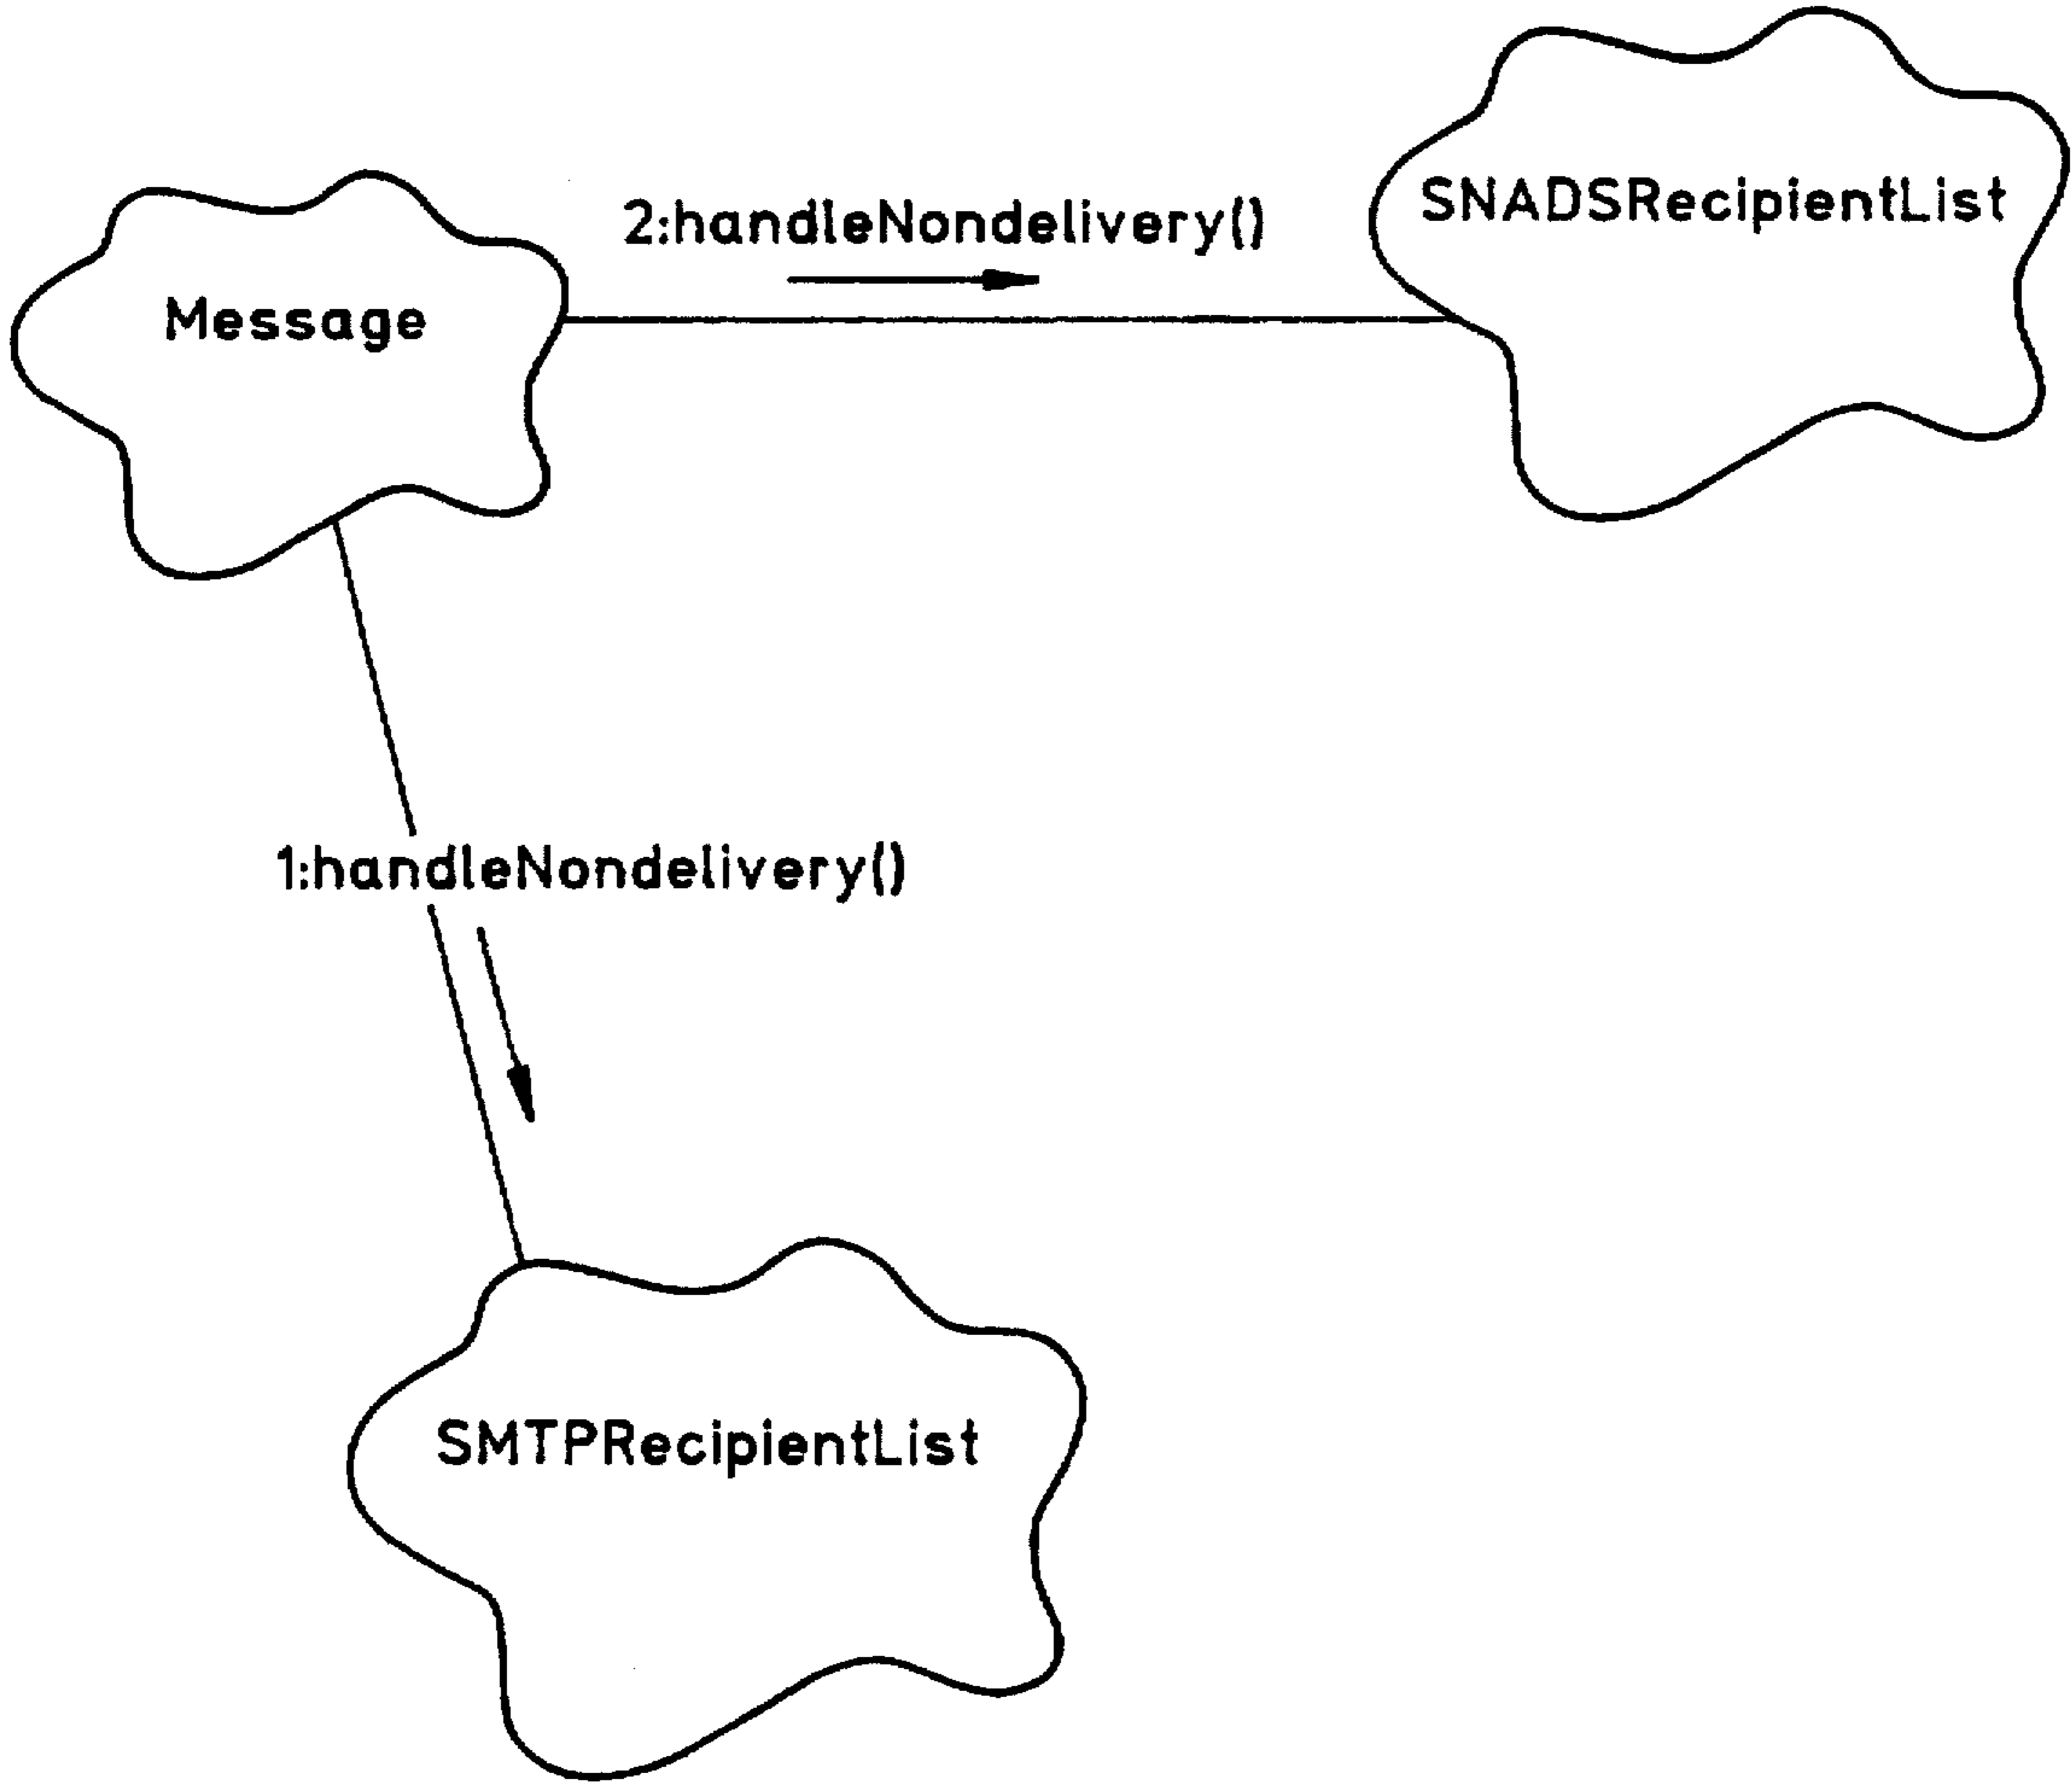 SNADSRecipientList
2:handleNondelivery()
Message
1:handleNondelivery()
SMTPRecipientList